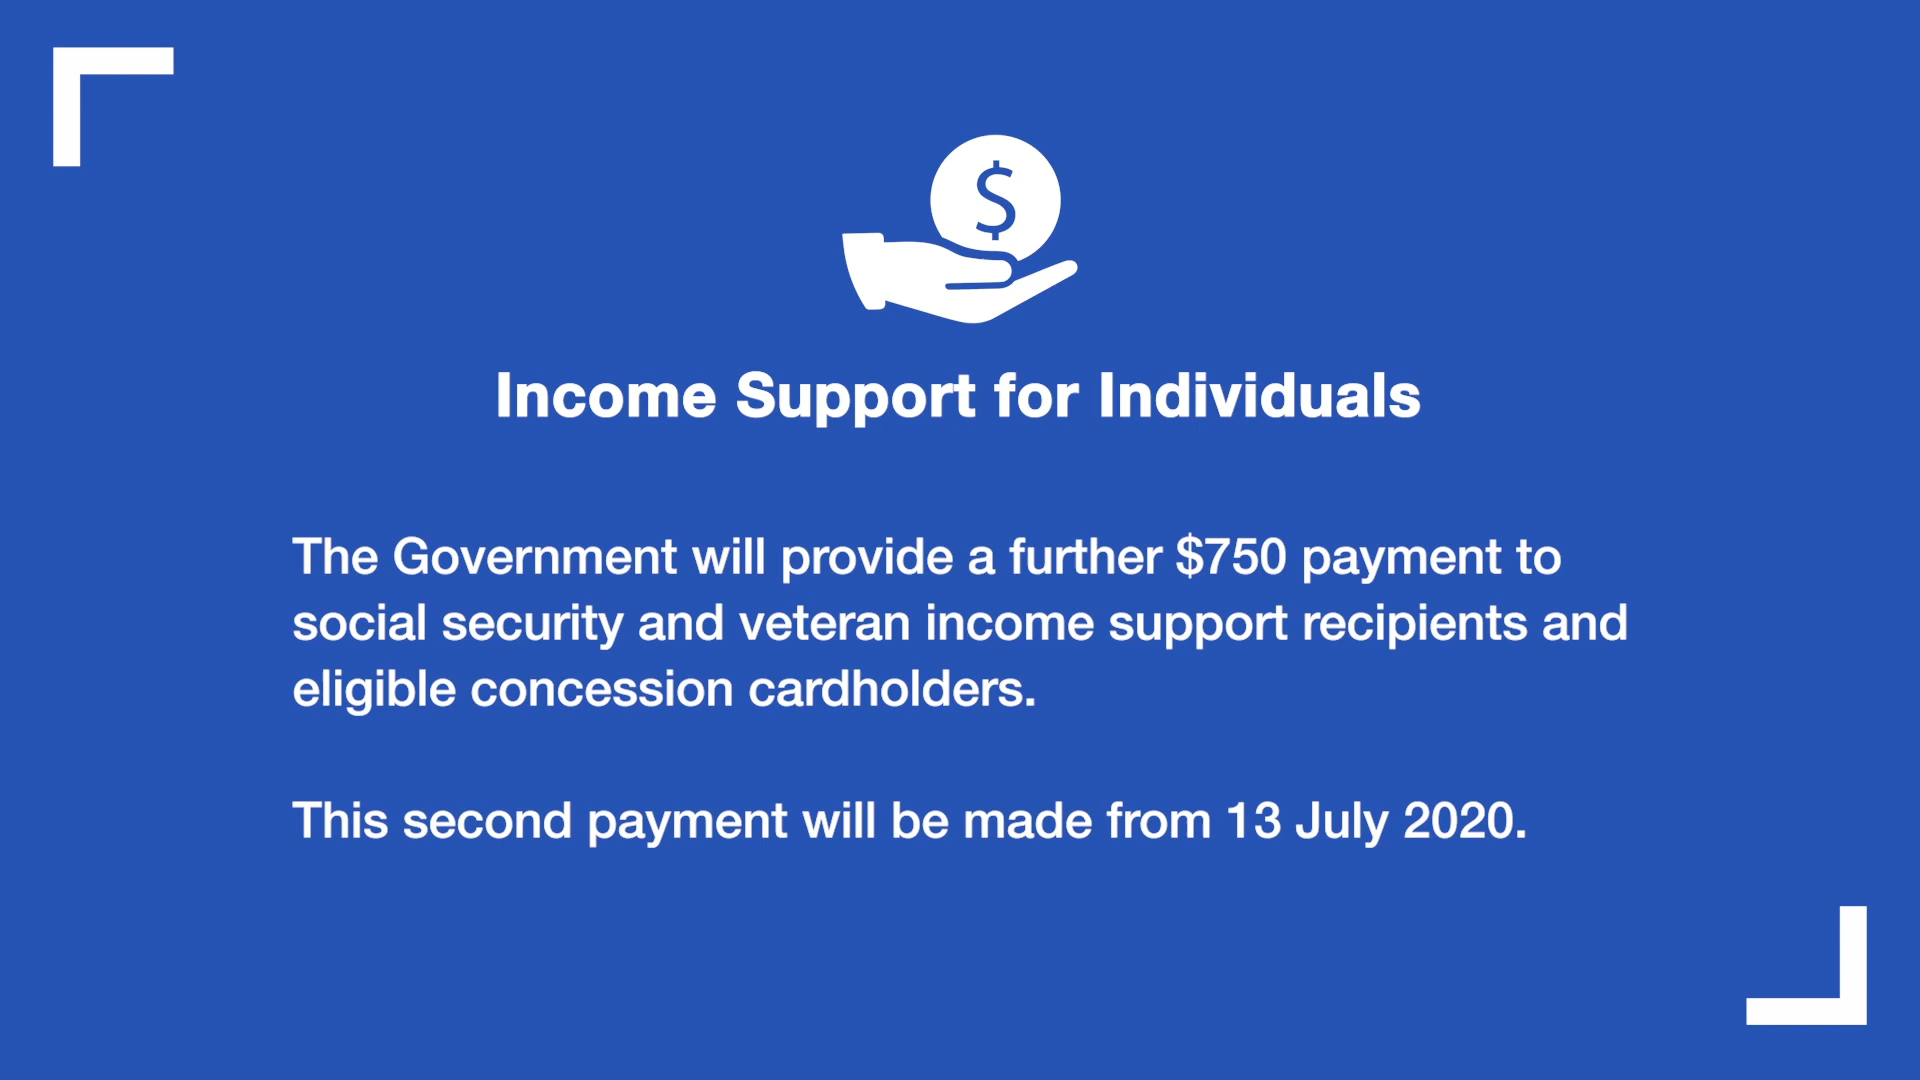 $
Income Support for Individuals
The Government will provide a further $750 payment to
social security and veteran income support recipients and
eligible concession cardholders.
This second payment will be made from 13 July 2020.